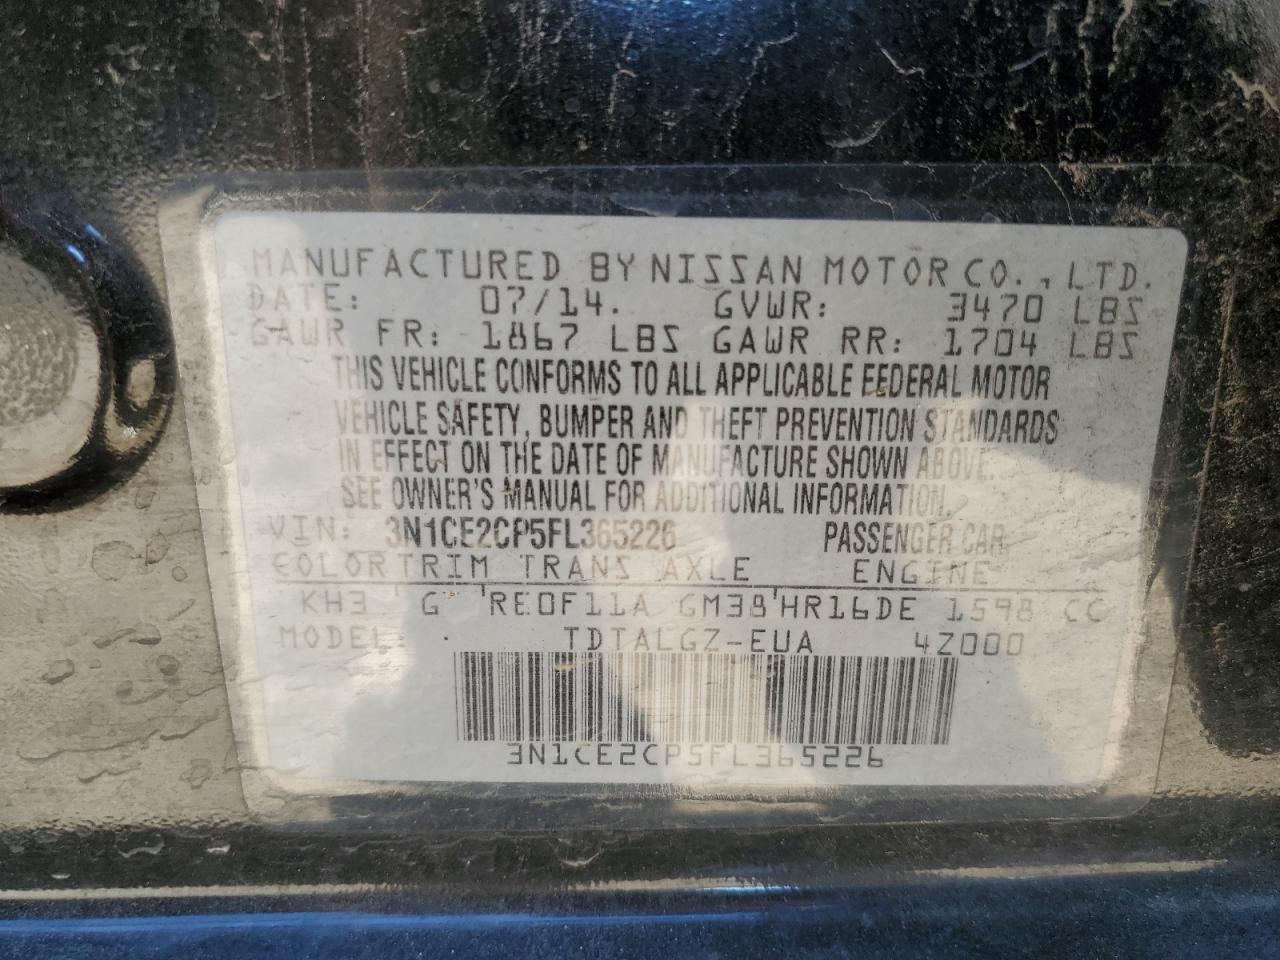 MANUFACTURED BY NISSAN MOTOR CO., LTD.
DATE: 07/14. GVWR: 3470 LBS
GAWR FR: 1867 LBS GAWR RR: 1704 LBS
THIS VEHICLE CONFORMS TO ALL APPLICABLE FEDERAL MOTOR
VEHICLE SAFETY, BUMPER AND THEFT PREVENTION STANDARDS
IN EFFECT ON THE DATE OF MANUFACTURE SHOWN ABOVE.
SEE OWNER'S MANUAL FOR ADDITIONAL INFORMATION.
VIN: 3N1CE2CP5FL365226 PASSENGER CAR
COLOR TRIM TRANS AXLE ENGINE
KH3 G RE0F11A GM38 HR16DE 1598 CC
MODEL: TDTALGZ-EUA 4Z000
3N1CE2CP5FL365226